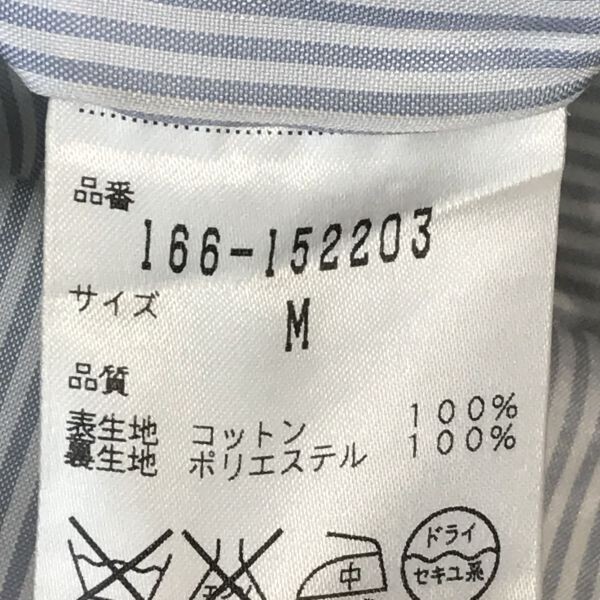 品番
166-152203
サイズ
M
品質
表生地 コットン 100%
裏生地 ポリエステル 100%
中
ドライ
セキユ系